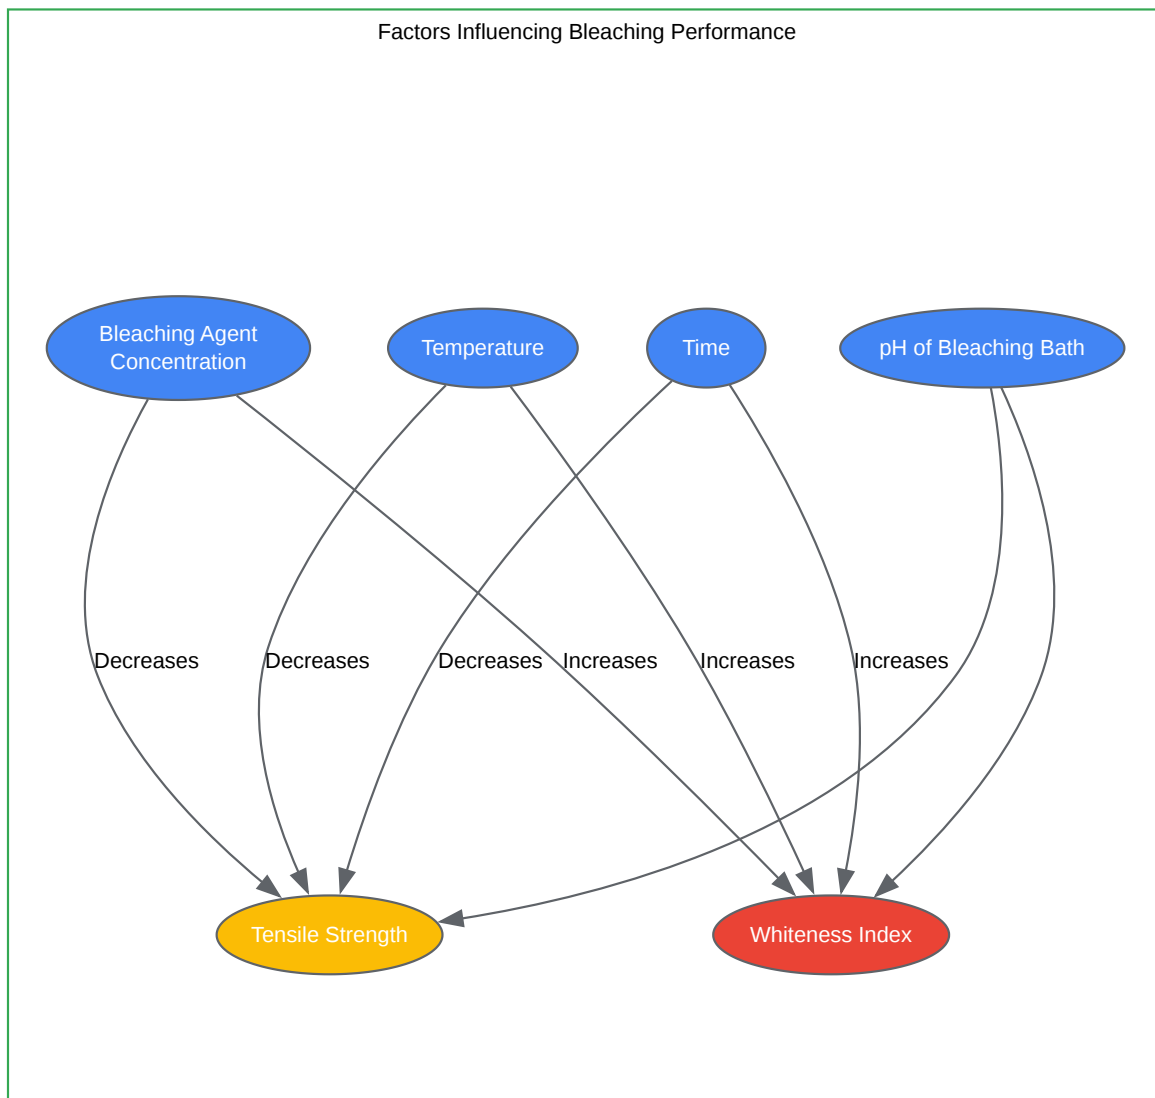 Factors Influencing Bleaching Performance
Bleaching Agent
Concentration
Temperature
Time
pH of Bleaching Bath
Decreases
Decreases
Decreases
Increases
Increases
Increases
Tensile Strength
Whiteness Index